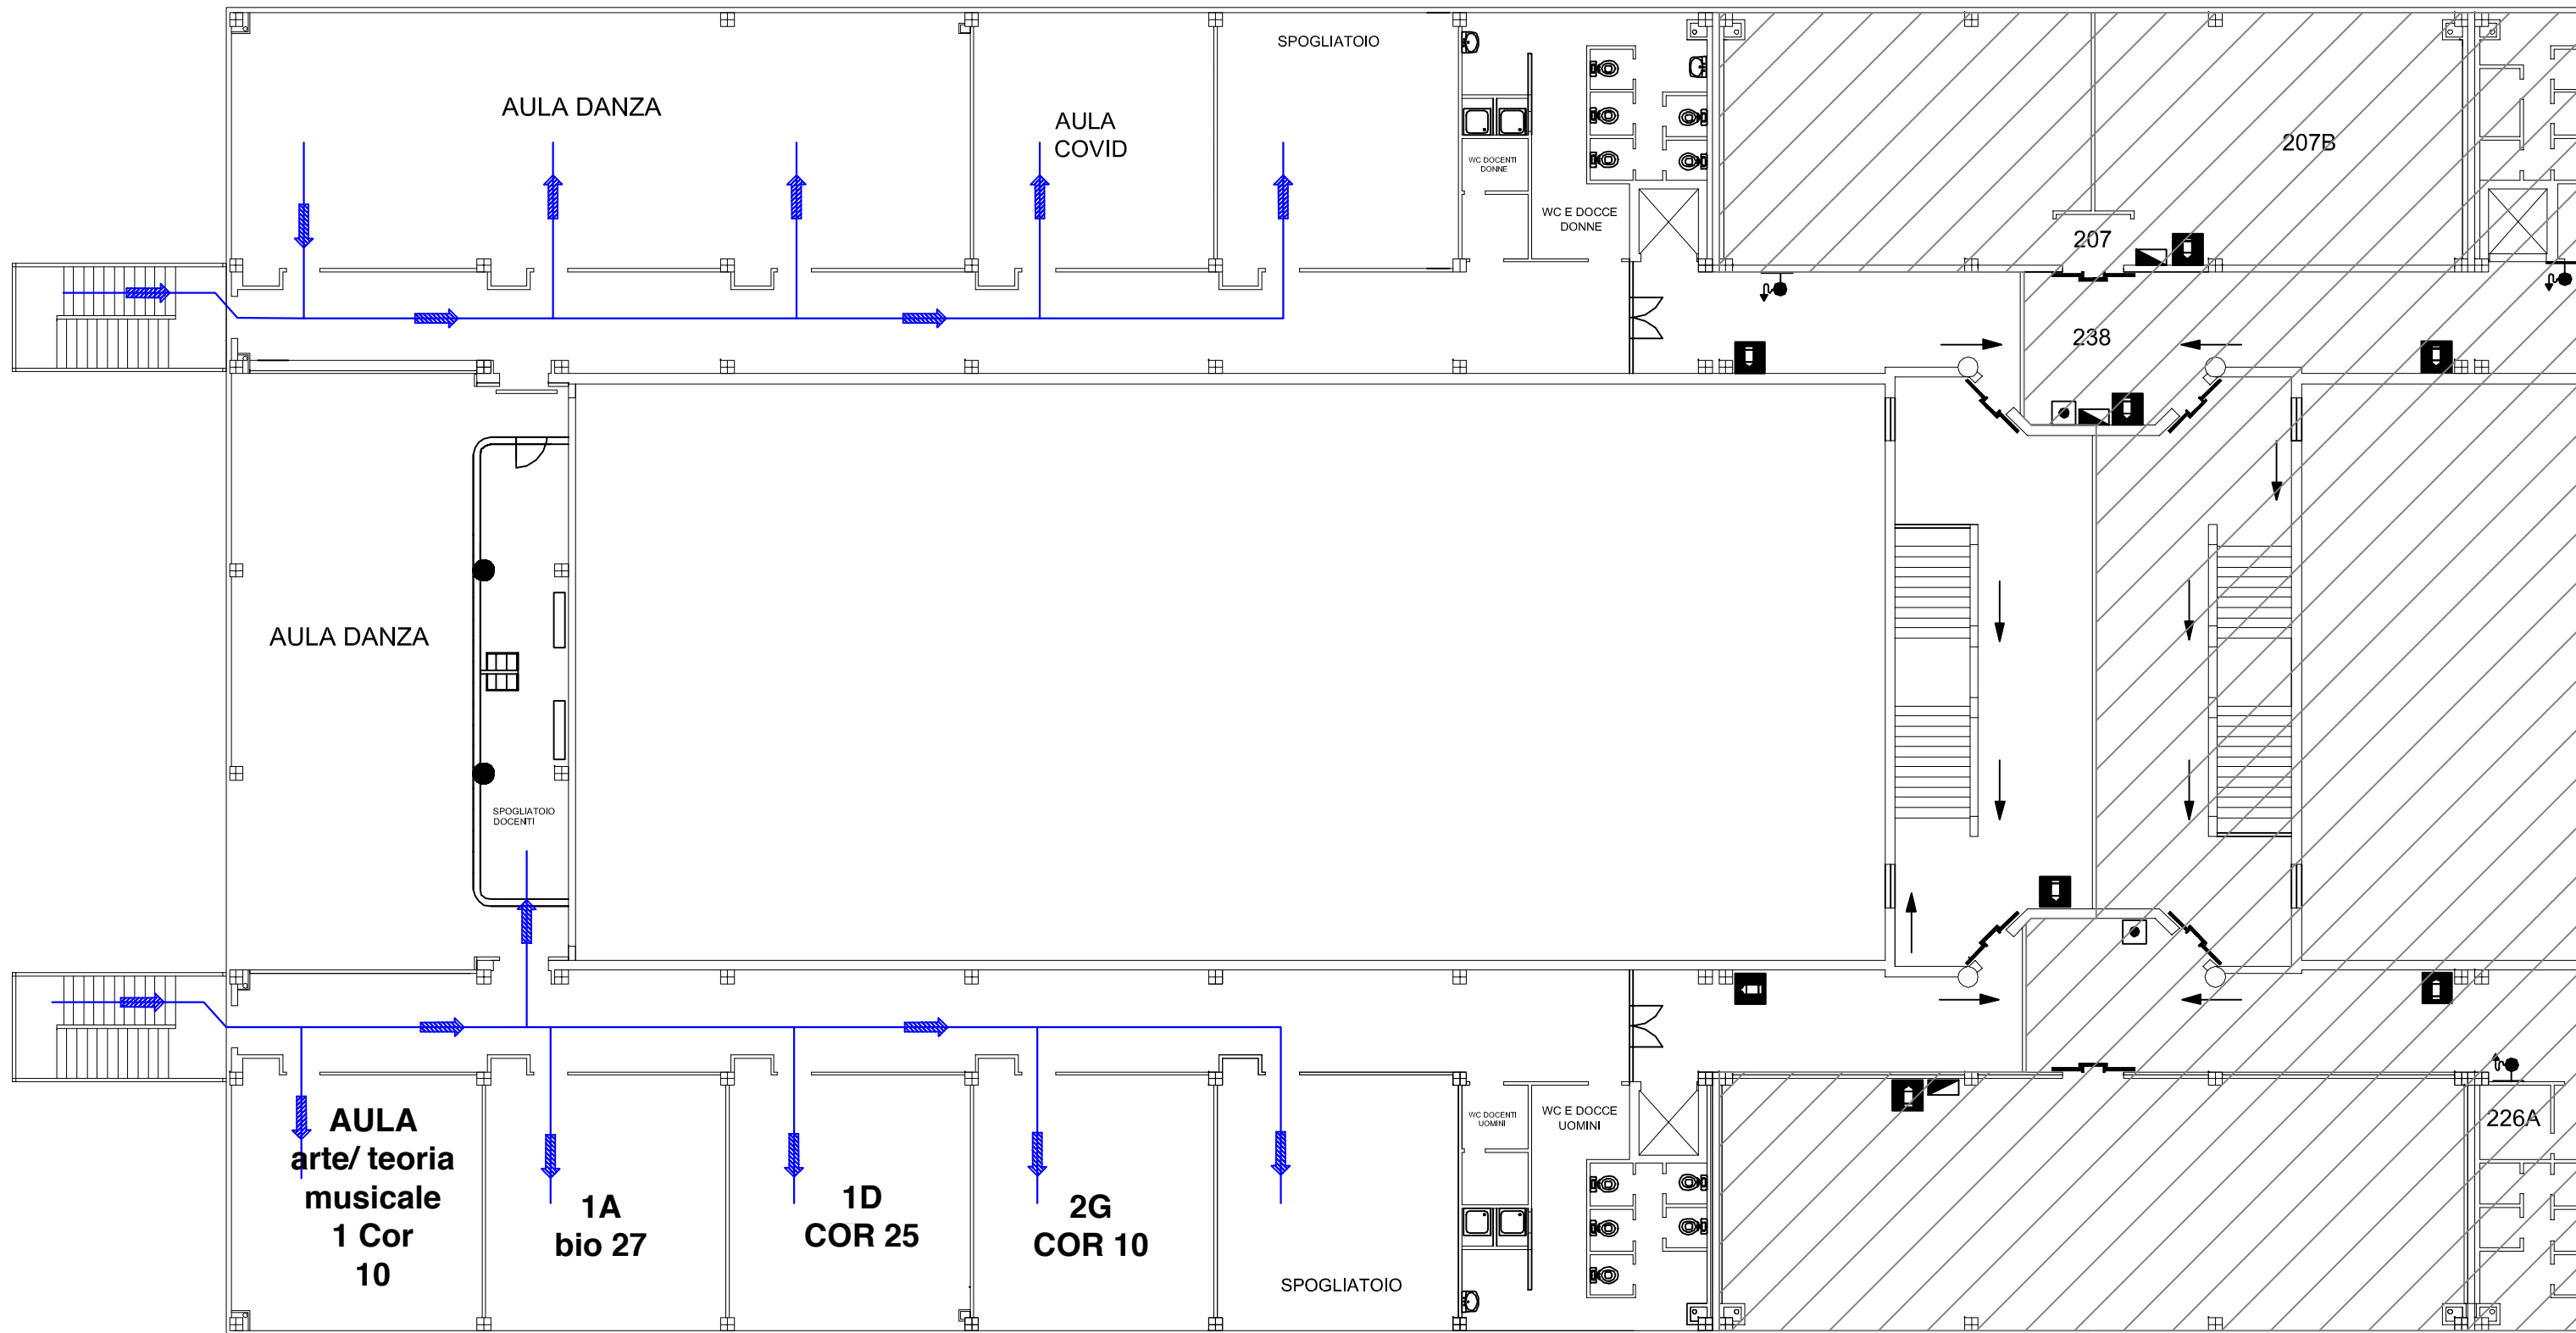 SPOGLIATOIO
AULA DANZA
AULA
COVID
207B
WC DOCENTI
DONNE
WC E DOCCE
DONNE
207
238
AULA DANZA
SPOGLIATOIO
DOCENTI
AULA
arte/ teoria
musicale
1 Cor
10
1A
bio 27
1D
COR 25
2G
COR 10
SPOGLIATOIO
WC DOCENTI
UOMINI
WC E DOCCE
UOMINI
226A